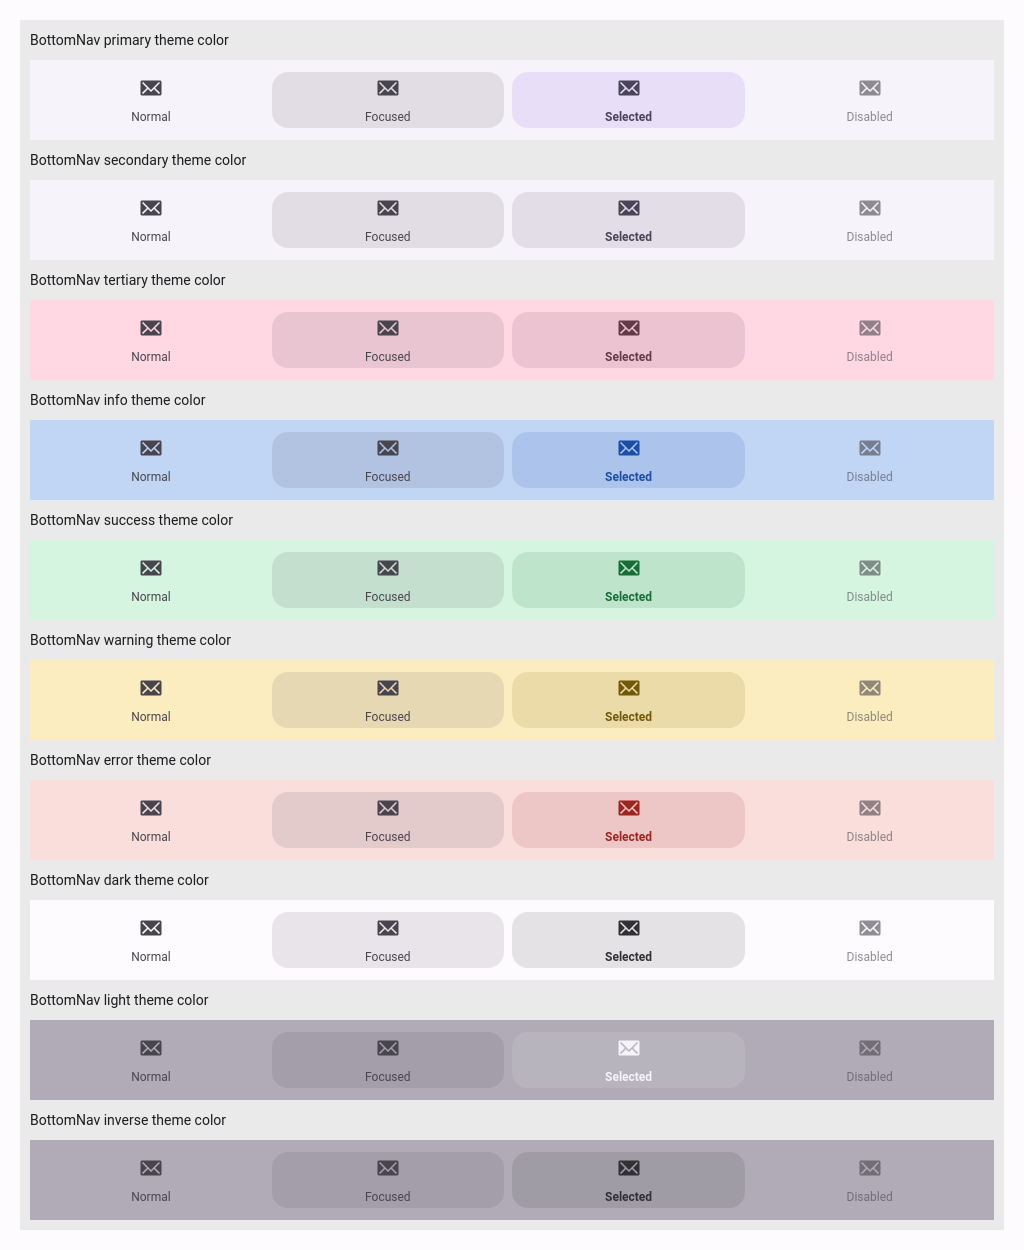 BottomNav primary theme color
Normal Focused Selected Disabled
BottomNav secondary theme color
Normal Focused Selected Disabled
BottomNav tertiary theme color
Normal Focused Selected Disabled
BottomNav info theme color
Normal Focused Selected Disabled
BottomNav success theme color
Normal Focused Selected Disabled
BottomNav warning theme color
Normal Focused Selected Disabled
BottomNav error theme color
Normal Focused Selected Disabled
BottomNav dark theme color
Normal Focused Selected Disabled
BottomNav light theme color
Normal Focused Selected Disabled
BottomNav inverse theme color
Normal Focused Selected Disabled